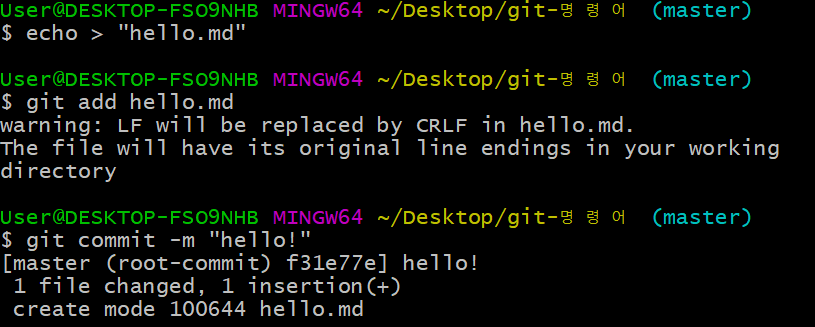 User@DESKTOP-FSO9NHB MINGW64 ~/Desktop/git-명령어 (master)
$ echo > "hello.md"
User@DESKTOP-FSO9NHB MINGW64 ~/Desktop/git-명령어 (master)
$ git add hello.md
warning: LF will be replaced by CRLF in hello.md.
The file will have its original line endings in your working
directory
User@DESKTOP-FSO9NHB MINGW64 ~/Desktop/git-명령어 (master)
$ git commit -m "hello!"
[master (root-commit) f31e77e] hello!
 1 file changed, 1 insertion(+)
 create mode 100644 hello.md